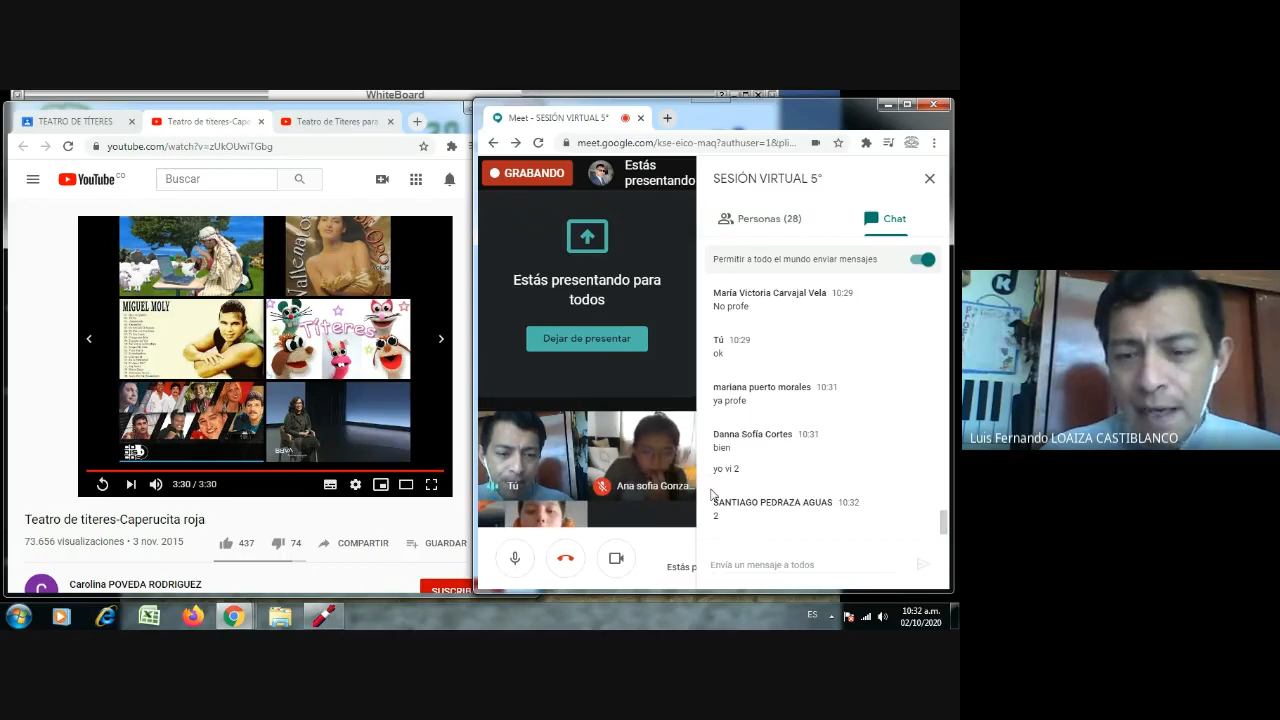 WhiteBoard
TEATRO DE TÍTERES
Teatro de títeres-Cape
Teatro de Títeres para
youtube.com/watch?v=
YouTube CO
Buscar
MIGUEL MOLY
Títeres
BBVA
3:30 / 3:30
Teatro de títeres-Caperucita roja
73.656 visualizaciones • 3 nov. 2015
437
74
COMPARTIR
GUARDAR
C
Carolina POVEDA RODRIGUEZ
SUSCRIB
Meet - SESIÓN VIRTUAL 5°
meet.google.com/kse-eico-maq?authuser=1&pli...
GRABANDO
Estás
presentando
Estás presentando para
todos
Dejar de presentar
Tú
Ana sofia Gonza...
Estás p
SESIÓN VIRTUAL 5°
Personas (28)
Chat
Permitir a todo el mundo enviar mensajes
María Victoria Carvajal Vela 10:29
No profe
Tú 10:29
ok
mariana puerto morales 10:31
ya profe
Danna Sofía Cortes 10:31
bien
yo vi 2
SANTIAGO PEDRAZA AGUAS 10:32
2
Envía un mensaje a todos
ES
10:32 a.m.
02/10/2020
Luis Fernando LOAIZA CASTIBLANCO